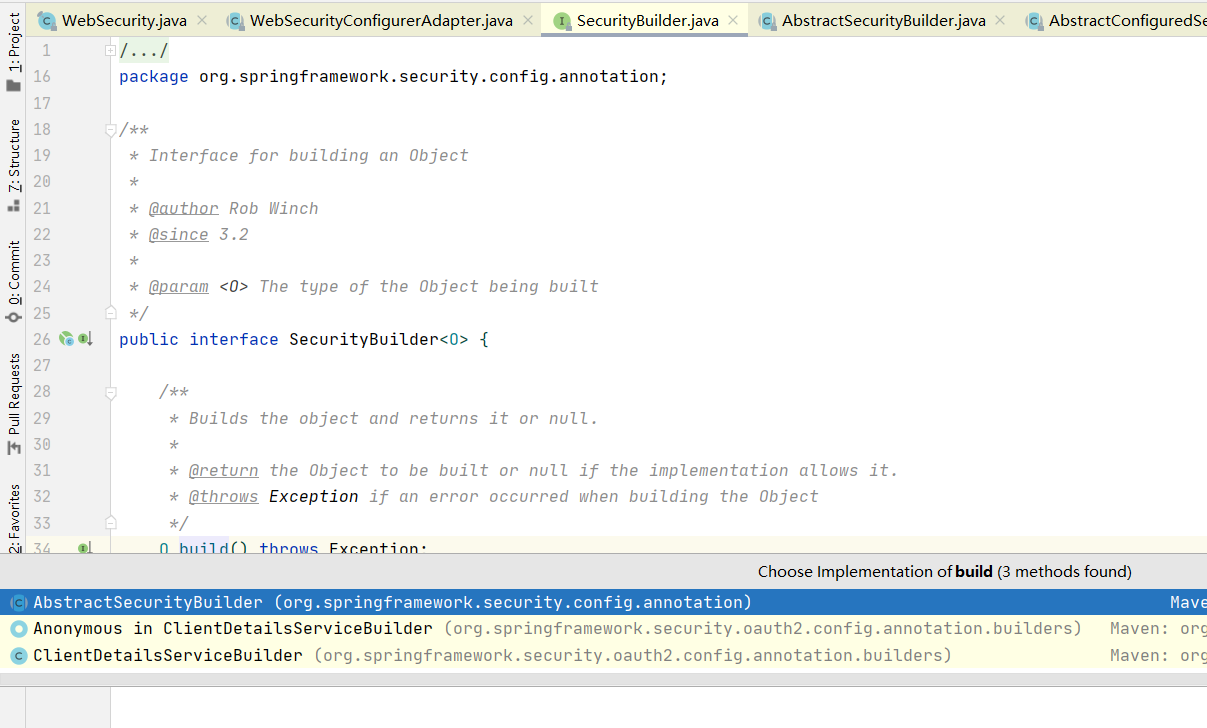 WebSecurity.java WebSecurityConfigurerAdapter.java SecurityBuilder.java AbstractSecurityBuilder.java AbstractConfiguredSe
1: Project
7: Structure
0: Commit
Pull Requests
2: Favorites
1 /.../
16 package org.springframework.security.config.annotation;
17
18 /**
19 * Interface for building an Object
20 *
21 * @author Rob Winch
22 * @since 3.2
23 *
24 * @param <O> The type of the Object being built
25 */
26 public interface SecurityBuilder<O> {
27
28 /**
29 * Builds the object and returns it or null.
30 *
31 * @return the Object to be built or null if the implementation allows it.
32 * @throws Exception if an error occurred when building the Object
33 */
34 O build() throws Exception;
Choose Implementation of build (3 methods found)
AbstractSecurityBuilder (org.springframework.security.config.annotation) Mave
Anonymous in ClientDetailsServiceBuilder (org.springframework.security.oauth2.config.annotation.builders) Maven: org
ClientDetailsServiceBuilder (org.springframework.security.oauth2.config.annotation.builders) Maven: org